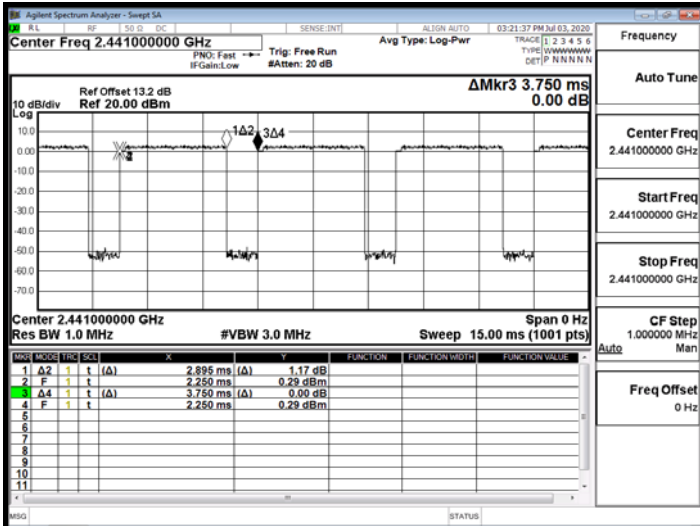 Agilent Spectrum Analyzer - Swept SA
RL RF 50 Ω DC SENSE:INT ALIGN AUTO 03:21:37 PM Jul 03, 2020
Center Freq 2.441000000 GHz
PNO: Fast
IFGain:Low
Trig: Free Run
#Atten: 20 dB
Avg Type: Log-Pwr
TRACE 1 2 3 4 5 6
TYPE WWWWWW
DET P NNNNN
Frequency
Auto Tune
Center Freq
2.441000000 GHz
Start Freq
2.441000000 GHz
Stop Freq
2.441000000 GHz
CF Step
1.000000 MHz
Auto Man
Freq Offset
0 Hz
Ref Offset 13.2 dB
10 dB/div Ref 20.00 dBm
Log
ΔMkr3 3.750 ms
0.00 dB
10.0
0.00
-10.0
-20.0
-30.0
-40.0
-50.0
-60.0
-70.0
1Δ2 3Δ4
Center 2.441000000 GHz Span 0 Hz
Res BW 1.0 MHz #VBW 3.0 MHz Sweep 15.00 ms (1001 pts)
MKR MODE TRC SCL X Y FUNCTION FUNCTION WIDTH FUNCTION VALUE
1 Δ2 1 t (Δ) 2.895 ms (Δ) 1.17 dB
2 F 1 t 2.250 ms 0.29 dBm
3 Δ4 1 t (Δ) 3.750 ms (Δ) 0.00 dB
4 F 1 t 2.250 ms 0.29 dBm
5
6
7
8
9
10
11
MSG STATUS